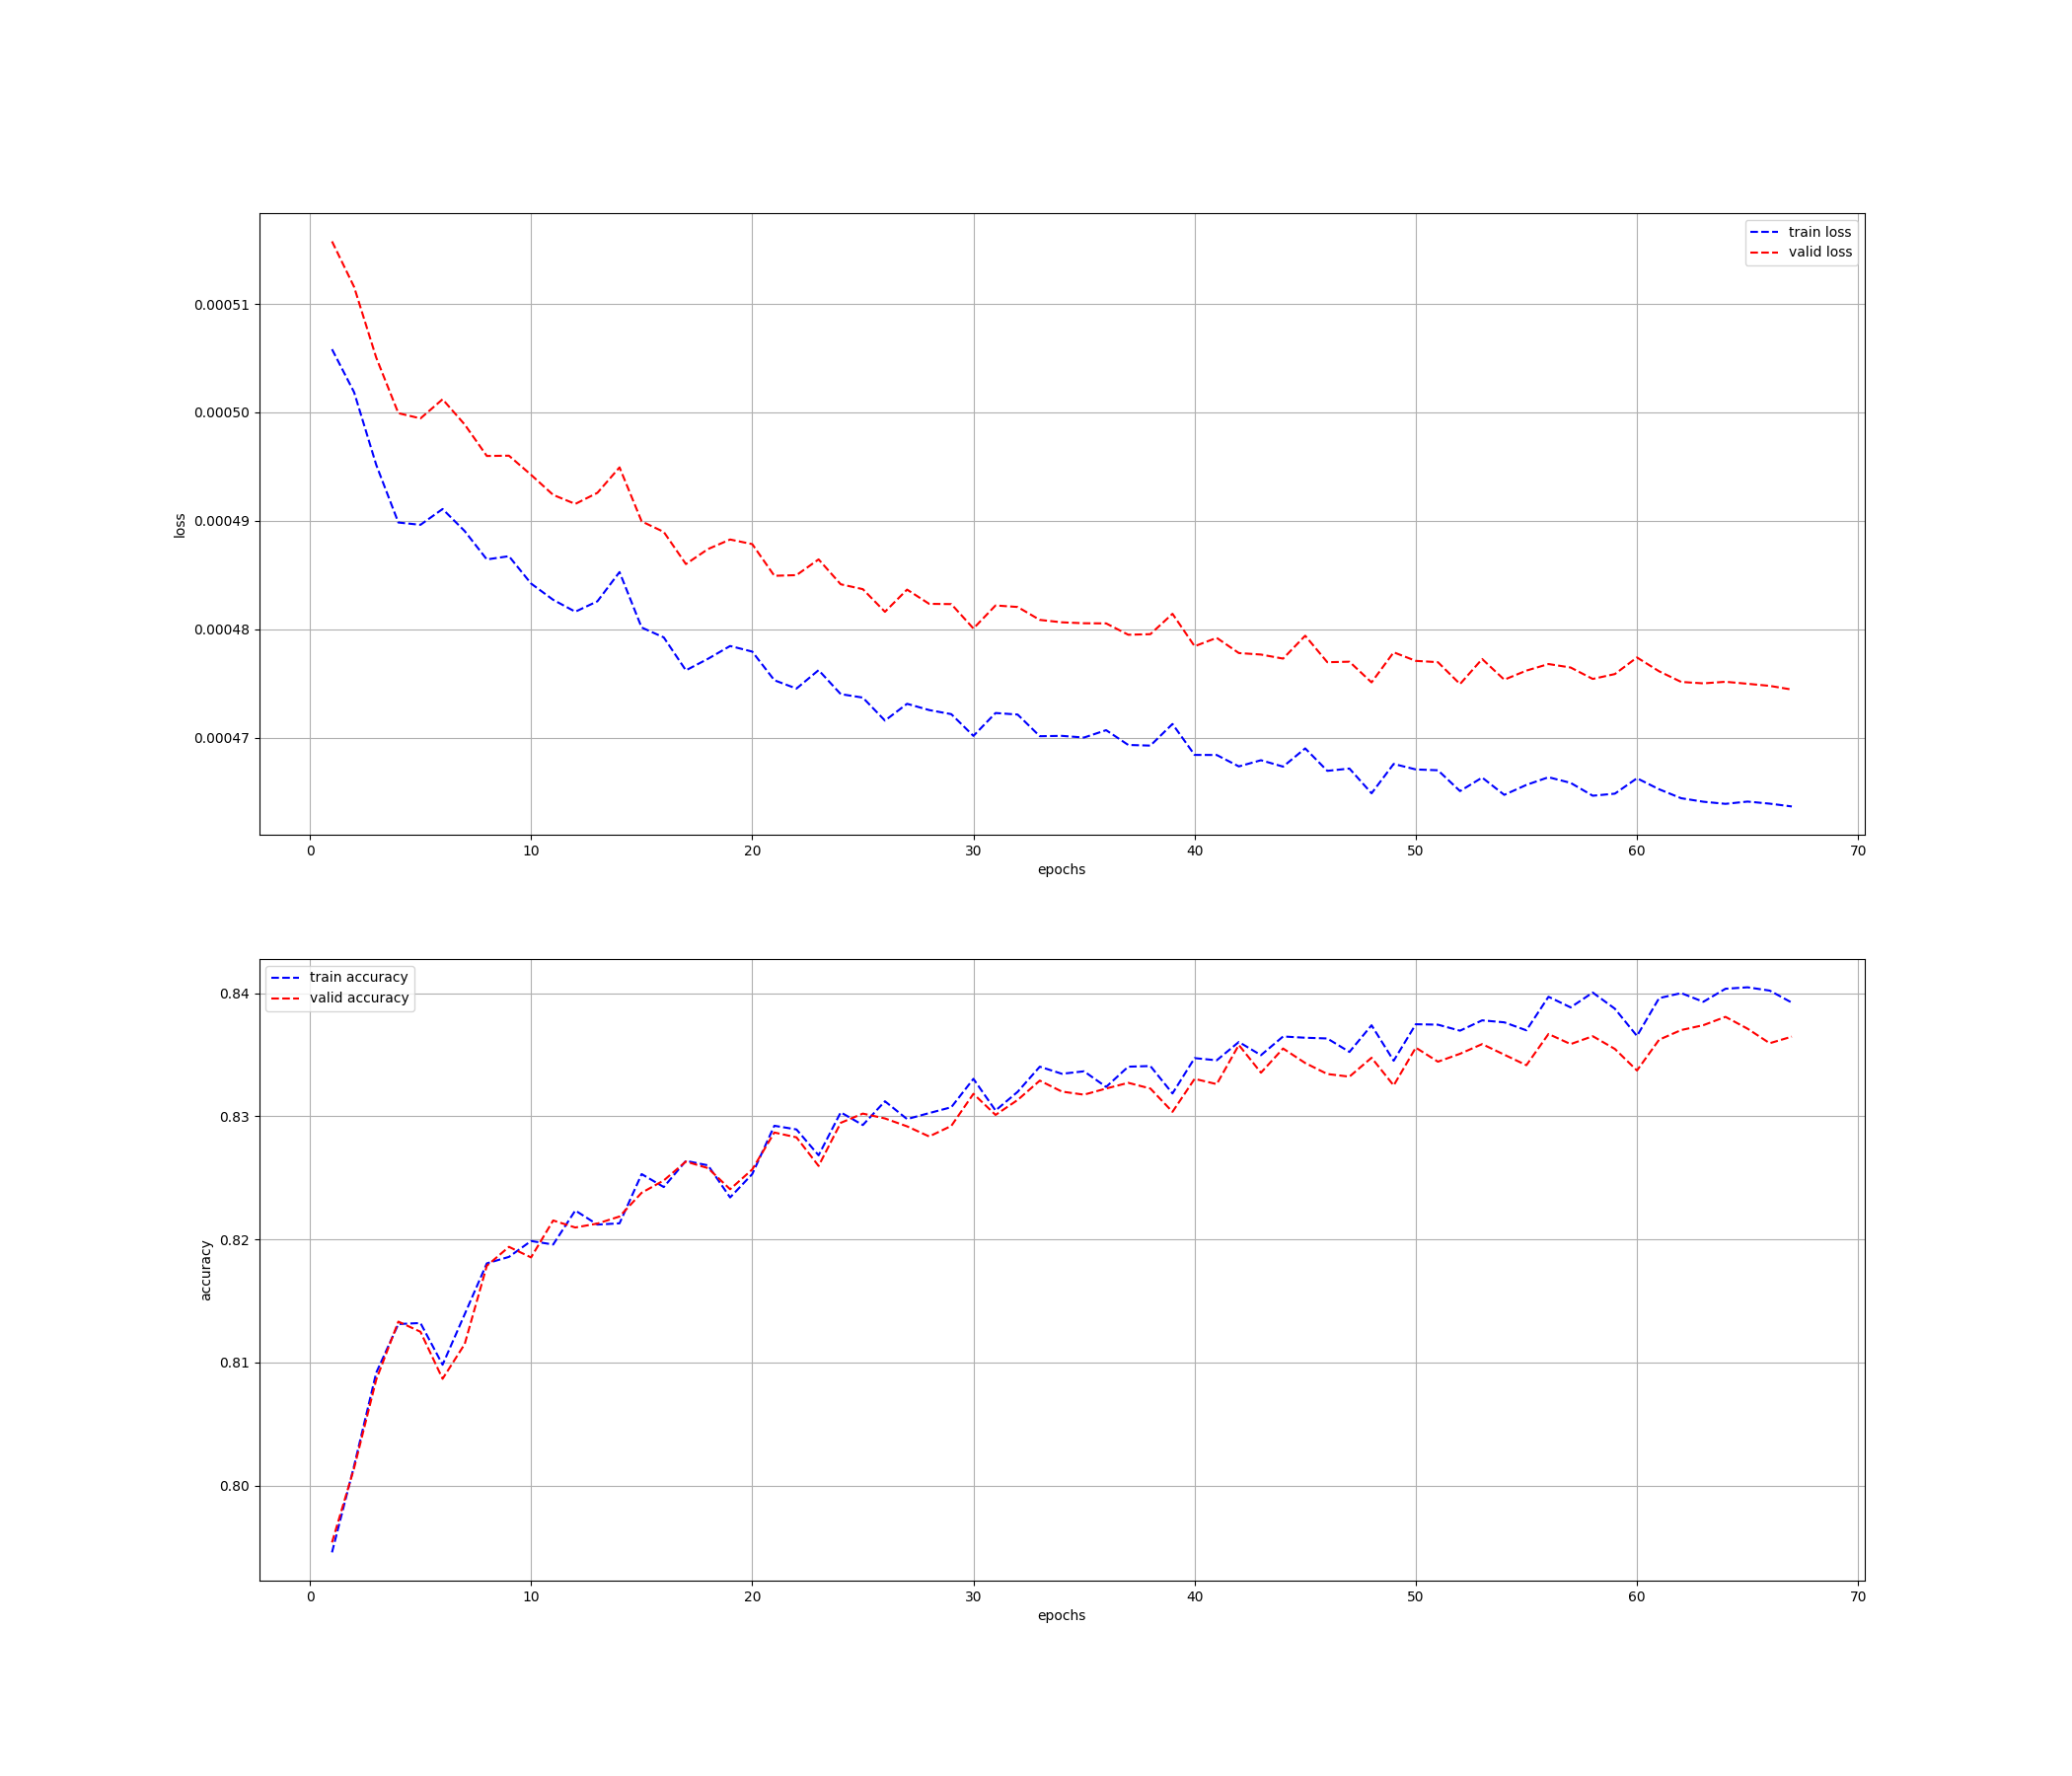 train loss
valid loss
0.00051
0.00050
0.00049
0.00048
0.00047
loss
0 10 20 30 40 50 60 70
epochs
train accuracy
valid accuracy
0.84
0.83
0.82
0.81
0.80
accuracy
0 10 20 30 40 50 60 70
epochs